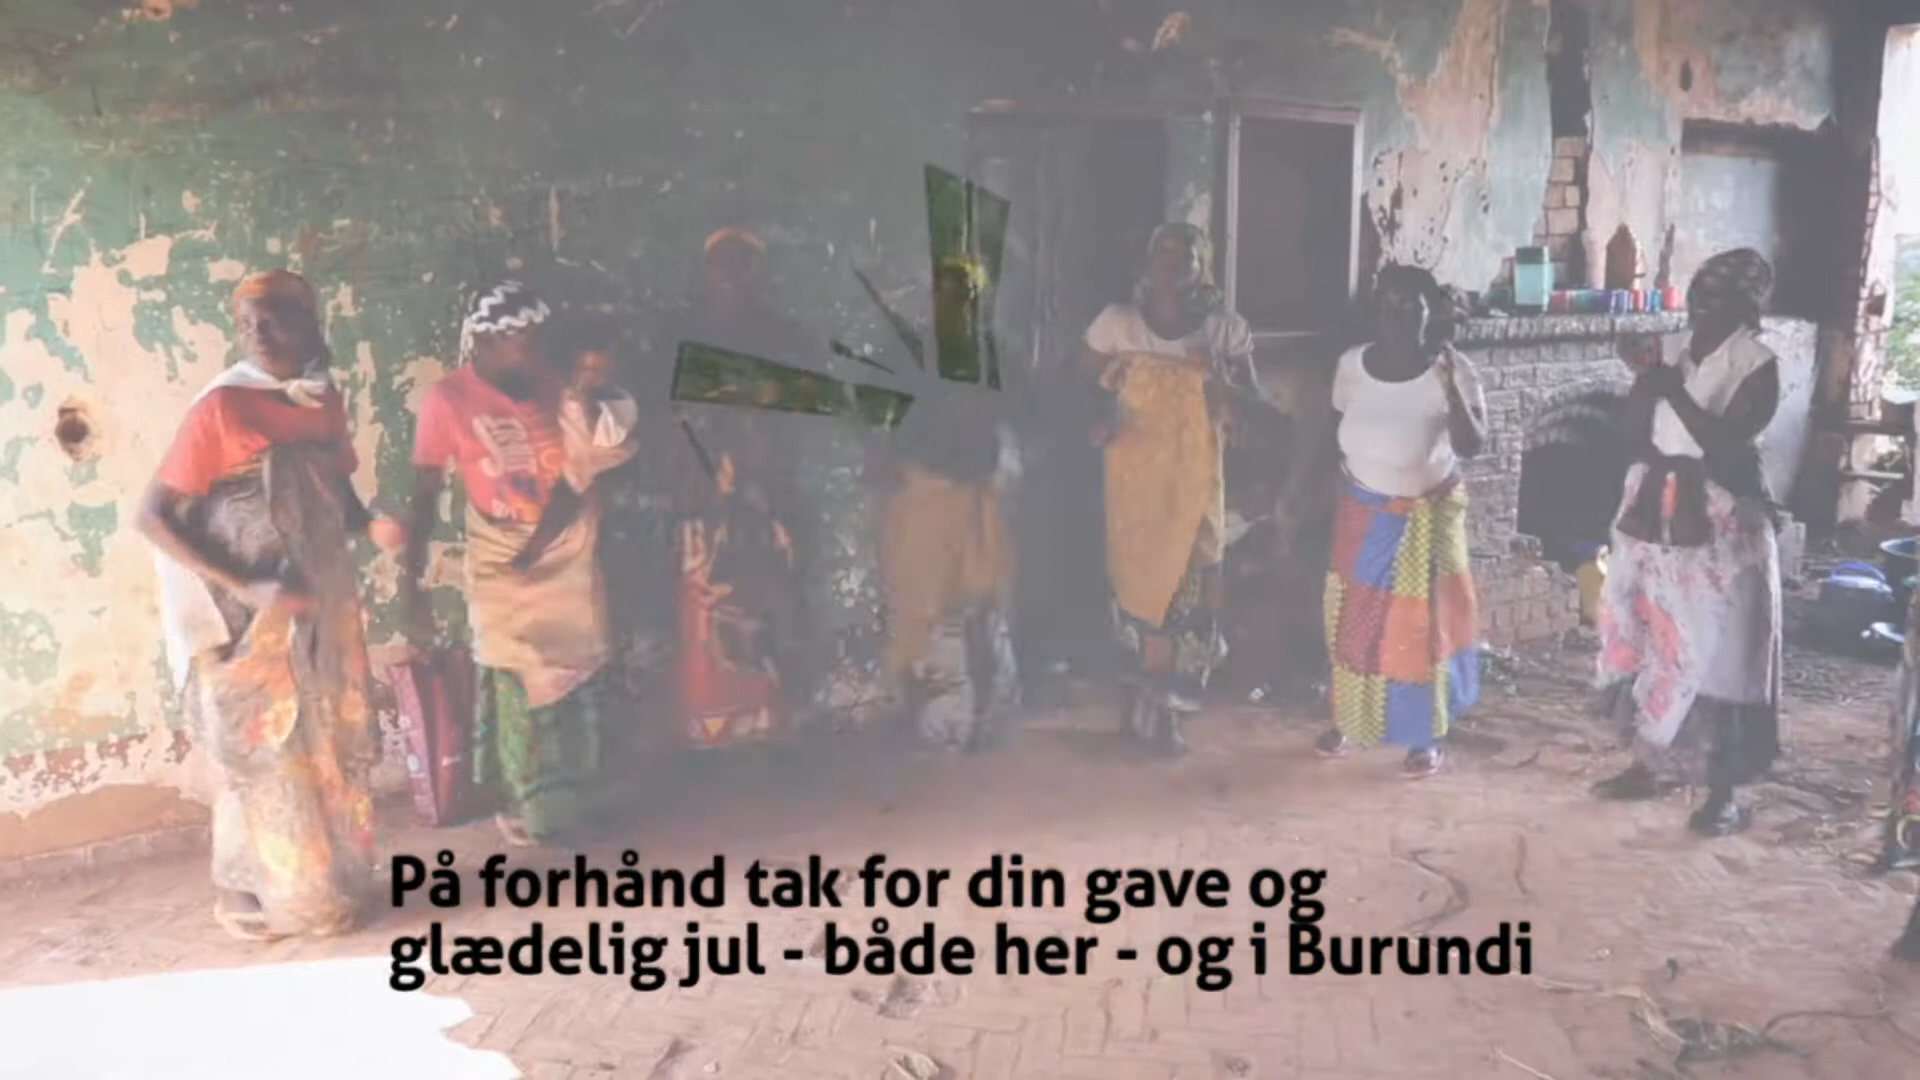 På forhånd tak for din gave og
glædelig jul - både her - og i Burundi